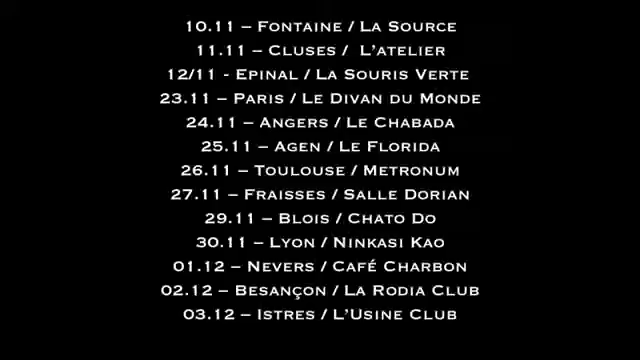 10.11 – Fontaine / La Source
11.11 – Cluses / L'atelier
12/11 - Epinal / La Souris Verte
23.11 – Paris / Le Divan du Monde
24.11 – Angers / Le Chabada
25.11 – Agen / Le Florida
26.11 – Toulouse / Metronum
27.11 – Fraisses / Salle Dorian
29.11 – Blois / Chato Do
30.11 – Lyon / Ninkasi Kao
01.12 – Nevers / Café Charbon
02.12 – Besançon / La Rodia Club
03.12 – Istres / L'Usine Club